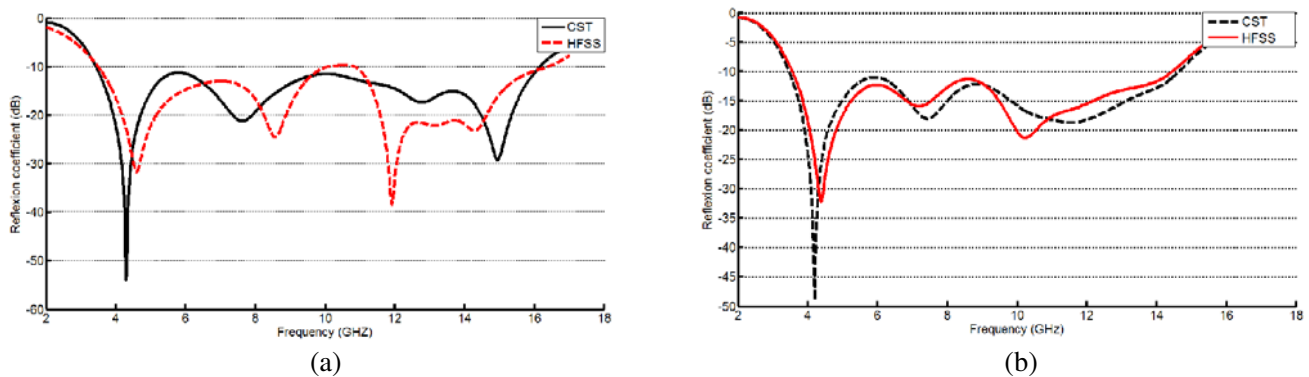 0
-10
-20
-30
-40
-50
-60
Reflexion coefficient (dB)
2 4 6 8 10 12 14 16 18
Frequency (GHZ)
CST
HFSS
(a)
0
-5
-10
-15
-20
-25
-30
-35
-40
-45
-50
Reflexion coefficient (dB)
2 4 6 8 10 12 14 16 18
Frequency (GHz)
CST
HFSS
(b)